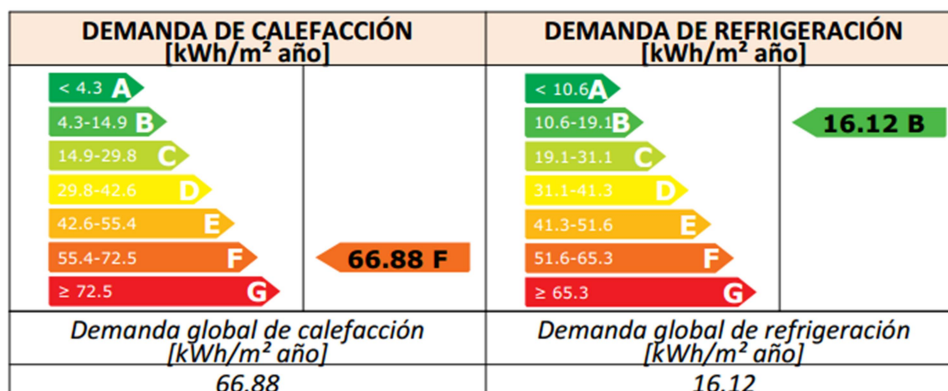 DEMANDA DE CALEFACCIÓN
[kWh/m² año]
DEMANDA DE REFRIGERACIÓN
[kWh/m² año]
< 4.3 A
4.3-14.9 B
14.9-29.8 C
29.8-42.6 D
42.6-55.4 E
55.4-72.5 F
≥ 72.5 G
66.88 F
< 10.6 A
10.6-19.1 B
19.1-31.1 C
31.1-41.3 D
41.3-51.6 E
51.6-65.3 F
≥ 65.3 G
16.12 B
Demanda global de calefacción
[kWh/m² año]
Demanda global de refrigeración
[kWh/m² año]
66.88
16.12